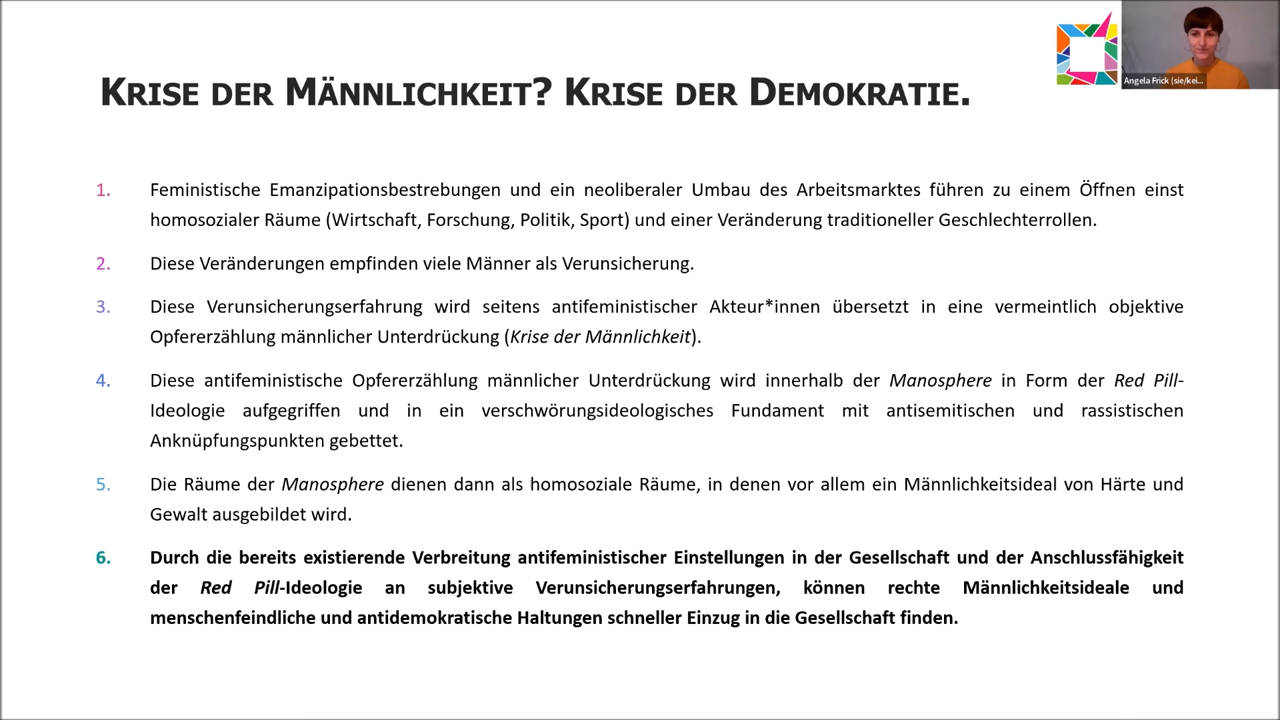 KRISE DER MÄNNLICHKEIT? KRISE DER DEMOKRATIE.
Angela Frick (sie/kei...
1. Feministische Emanzipationsbestrebungen und ein neoliberaler Umbau des Arbeitsmarktes führen zu einem Öffnen einst
homosozialer Räume (Wirtschaft, Forschung, Politik, Sport) und einer Veränderung traditioneller Geschlechterrollen.
2. Diese Veränderungen empfinden viele Männer als Verunsicherung.
3. Diese Verunsicherungserfahrung wird seitens antifeministischer Akteur*innen übersetzt in eine vermeintlich objektive
Opfererzählung männlicher Unterdrückung (Krise der Männlichkeit).
4. Diese antifeministische Opfererzählung männlicher Unterdrückung wird innerhalb der Manosphere in Form der Red Pill-
Ideologie aufgegriffen und in ein verschwörungsideologisches Fundament mit antisemitischen und rassistischen
Anknüpfungspunkten gebettet.
5. Die Räume der Manosphere dienen dann als homosoziale Räume, in denen vor allem ein Männlichkeitsideal von Härte und
Gewalt ausgebildet wird.
6. Durch die bereits existierende Verbreitung antifeministischer Einstellungen in der Gesellschaft und der Anschlussfähigkeit
der Red Pill-Ideologie an subjektive Verunsicherungserfahrungen, können rechte Männlichkeitsideale und
menschenfeindliche und antidemokratische Haltungen schneller Einzug in die Gesellschaft finden.